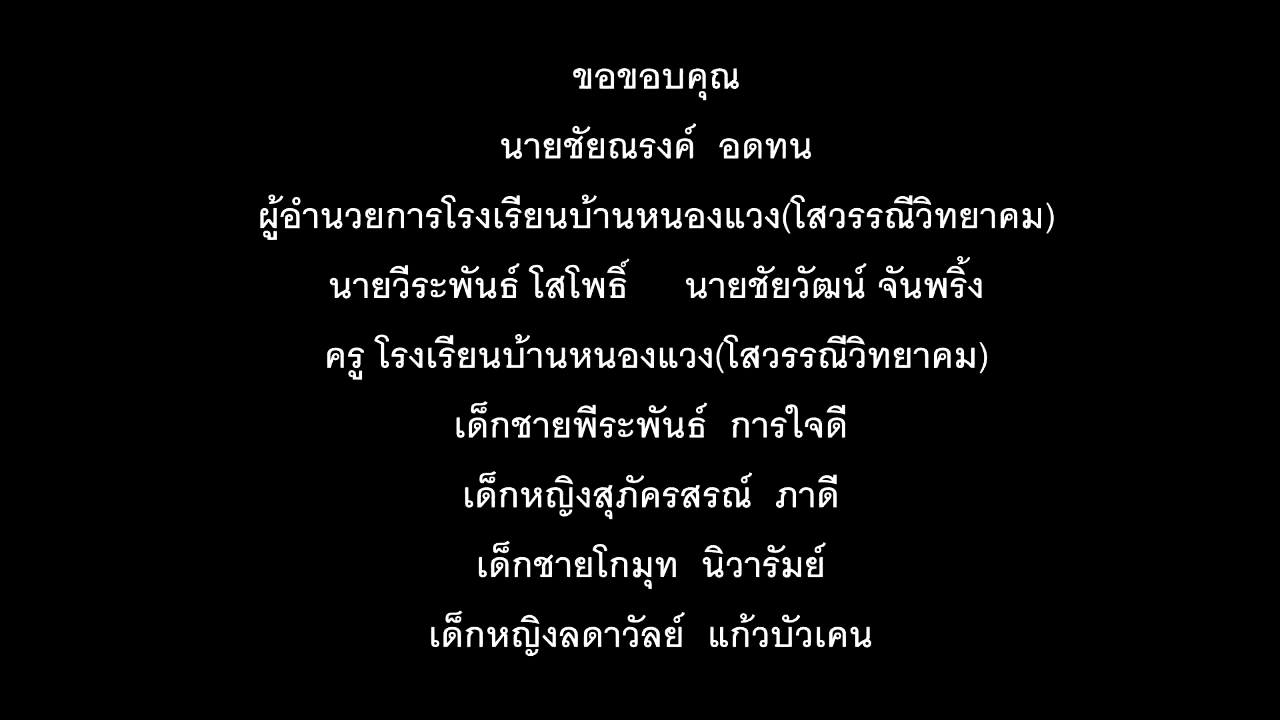 ขอขอบคุณ
นายชัยณรงค์ อดทน
ผู้อำนวยการโรงเรียนบ้านหนองแวง(โสวรรณีวิทยาคม)
นายวีระพันธ์ โสโพธิ์ นายชัยวัฒน์ จันพริ้ง
ครู โรงเรียนบ้านหนองแวง(โสวรรณีวิทยาคม)
เด็กชายพีระพันธ์ การใจดี
เด็กหญิงสุภัครสรณ์ ภาดี
เด็กชายโกมุท นิวารัมย์
เด็กหญิงลดาวัลย์ แก้วบัวเคน